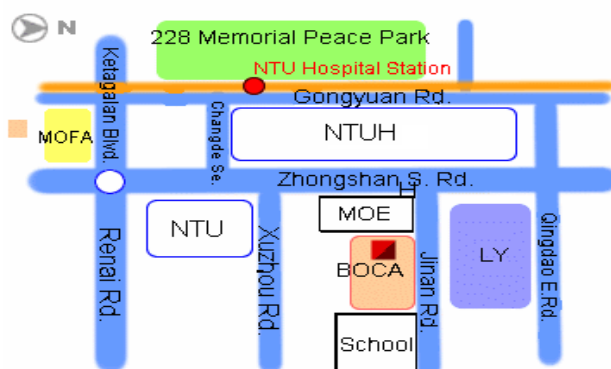 N
228 Memorial Peace Park
NTU Hospital Station
Ketagalan Blvd.
Gongyuan Rd.
Changde Se.
MOFA
NTUH
Zhongshan S. Rd.
MOE
NTU
Renai Rd.
Xuzhou Rd.
BOCA
Jinan Rd.
LY
Qingdao E.Rd.
School